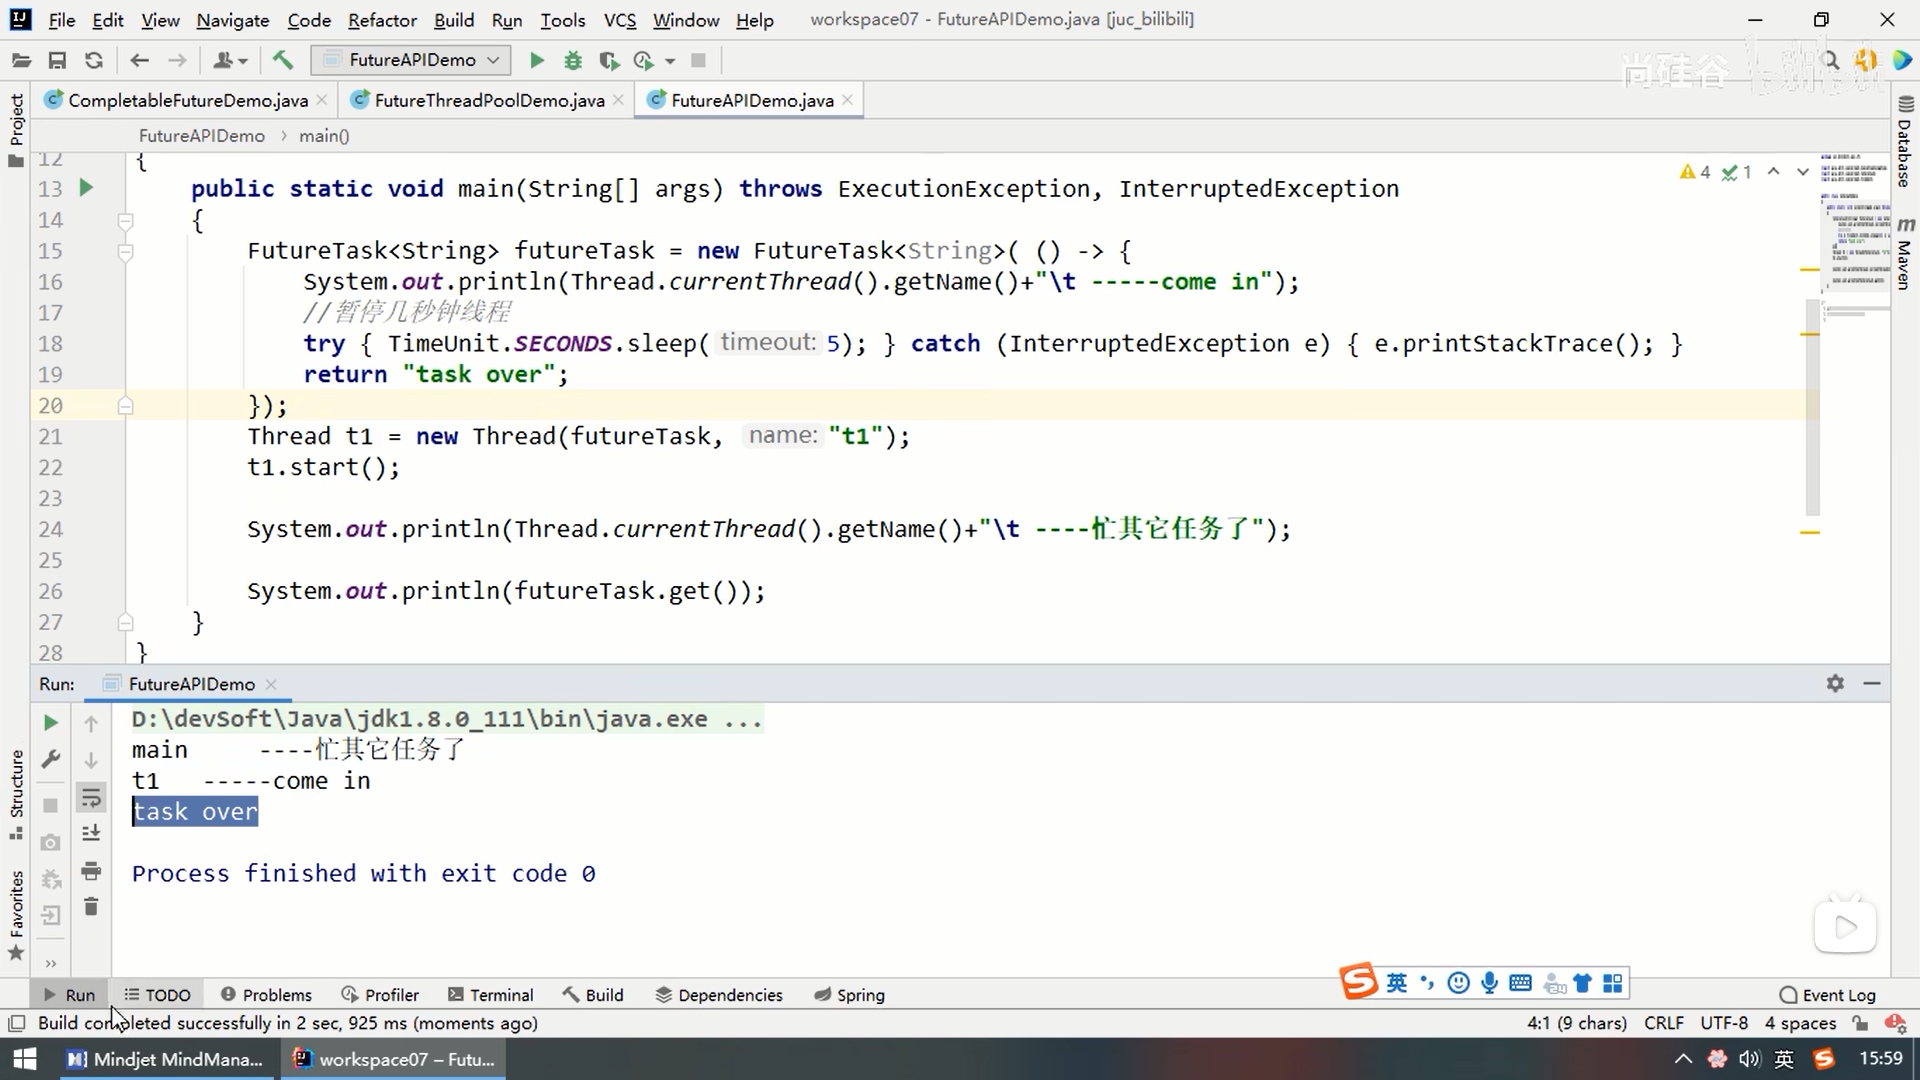 File Edit View Navigate Code Refactor Build Run Tools VCS Window Help workspace07 - FutureAPIDemo.java [juc_bilibili]
FutureAPIDemo
尚硅谷
CompletableFutureDemo.java FutureThreadPoolDemo.java FutureAPIDemo.java
FutureAPIDemo > main()
Project
Database
Maven
Structure
Favorites
4 1
12 {
13 public static void main(String[] args) throws ExecutionException, InterruptedException
14 {
15 FutureTask<String> futureTask = new FutureTask<String>( () -> {
16 System.out.println(Thread.currentThread().getName()+"\t -----come in");
17 //暂停几秒钟线程
18 try { TimeUnit.SECONDS.sleep( timeout: 5); } catch (InterruptedException e) { e.printStackTrace(); }
19 return "task over";
20 });
21 Thread t1 = new Thread(futureTask, name: "t1");
22 t1.start();
23
24 System.out.println(Thread.currentThread().getName()+"\t ----忙其它任务了");
25
26 System.out.println(futureTask.get());
27 }
28 }
Run: FutureAPIDemo
D:\devSoft\Java\jdk1.8.0_111\bin\java.exe ...
main ----忙其它任务了
t1 -----come in
task over
Process finished with exit code 0
英
Run TODO Problems Profiler Terminal Build Dependencies Spring Event Log
Build completed successfully in 2 sec, 925 ms (moments ago) 4:1 (9 chars) CRLF UTF-8 4 spaces
Mindjet MindMana... workspace07 – Futu... 英 15:59